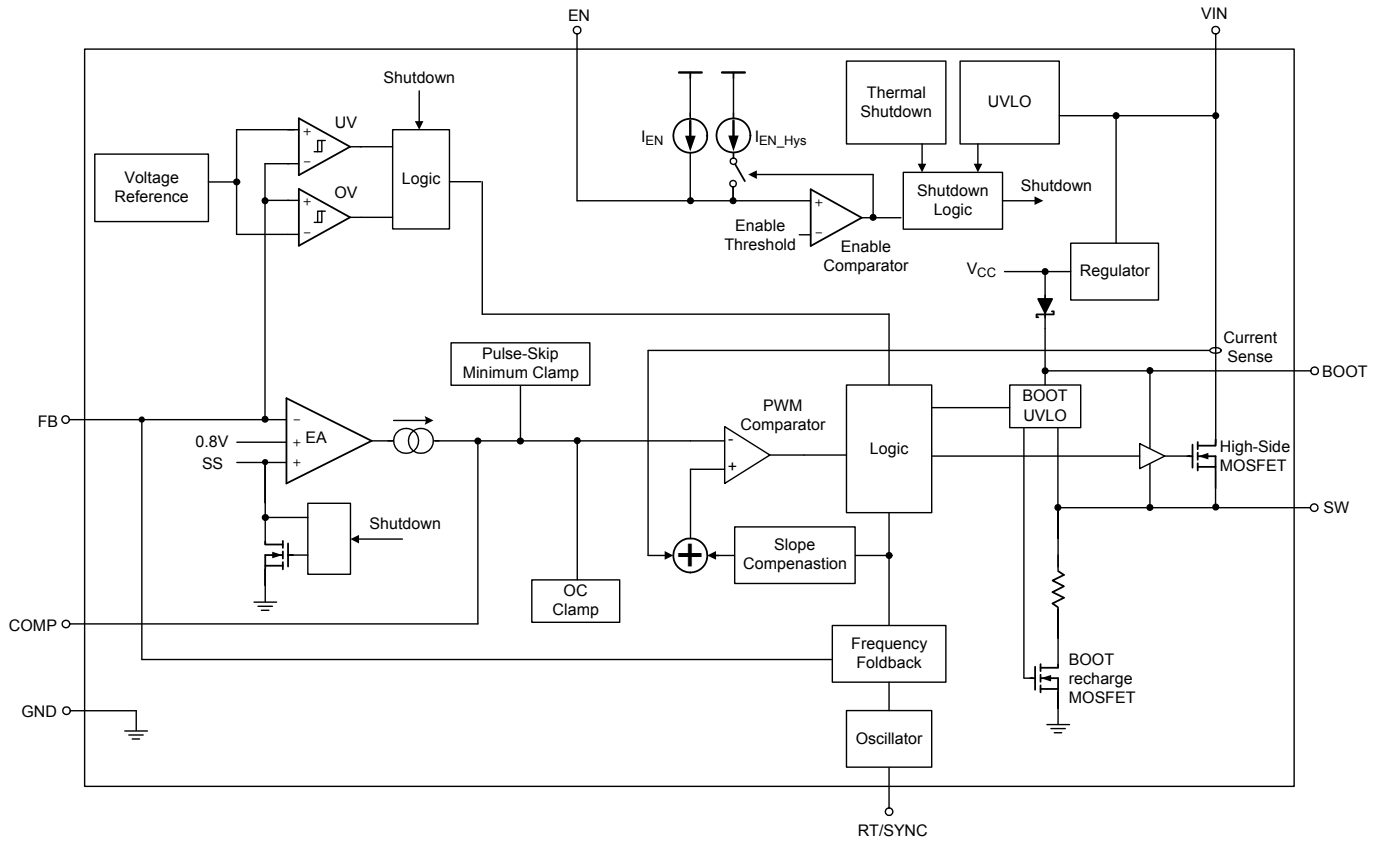 EN
VIN
Shutdown
UV
OV
Voltage
Reference
Logic
I_EN
I_EN_Hys
Thermal
Shutdown
UVLO
Shutdown
Logic
Shutdown
Enable
Threshold
Enable
Comparator
V_CC
Regulator
Current
Sense
BOOT
Pulse-Skip
Minimum Clamp
BOOT
UVLO
FB
EA
0.8V
SS
PWM
Comparator
Logic
High-Side
MOSFET
SW
Shutdown
Slope
Compenastion
OC
Clamp
COMP
Frequency
Foldback
BOOT
recharge
MOSFET
GND
Oscillator
RT/SYNC